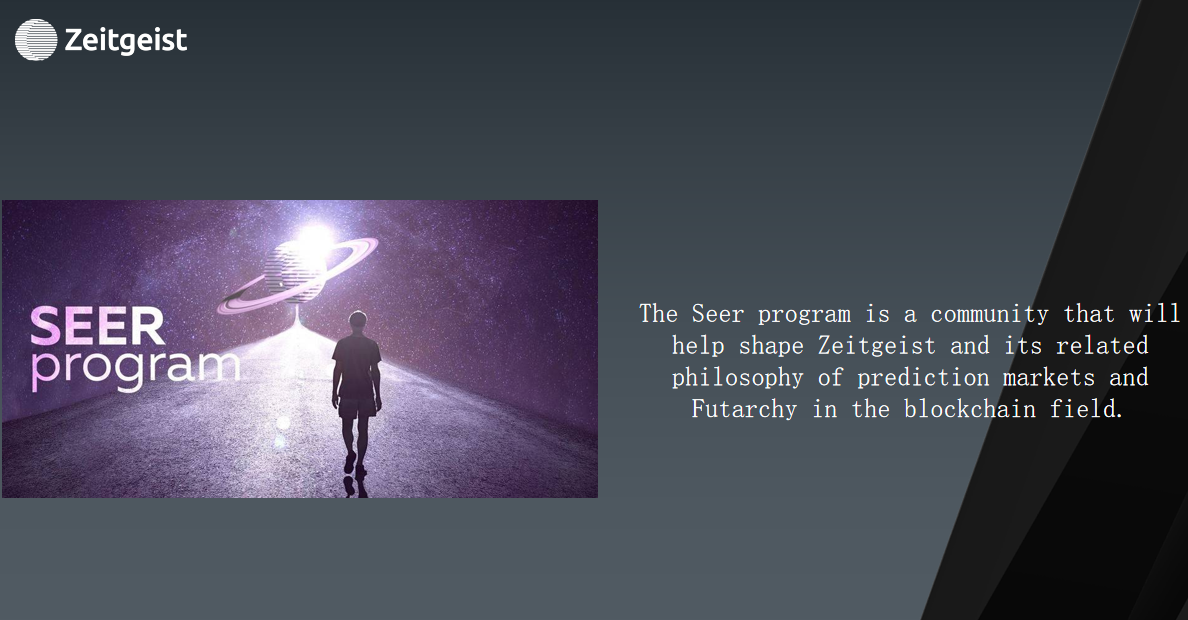 Zeitgeist
SEER
program
The Seer program is a community that will
help shape Zeitgeist and its related
philosophy of prediction markets and
Futarchy in the blockchain field.